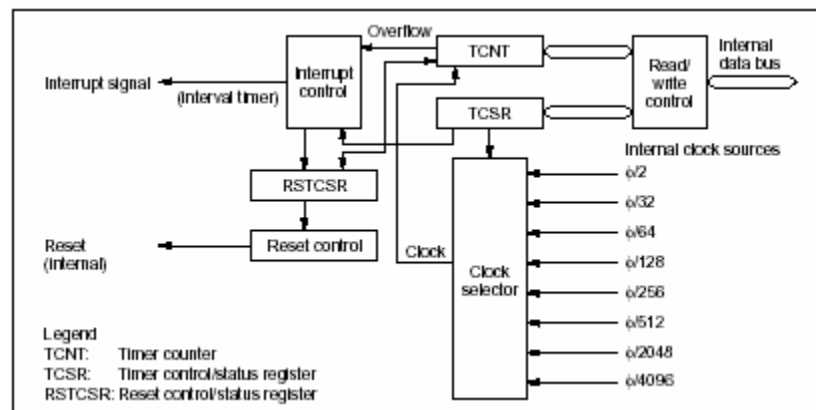 Overflow
TCNT
Interrupt control
Read/ write control
Internal data bus
Interrupt signal
(Interval timer)
TCSR
Internal clock sources
RSTCSR
ϕ/2
ϕ/32
ϕ/64
Reset (Internal)
Reset control
Clock
Clock selector
ϕ/128
ϕ/256
ϕ/512
ϕ/2048
ϕ/4096
Legend
TCNT: Timer counter
TCSR: Timer control/status register
RSTCSR: Reset control/status register